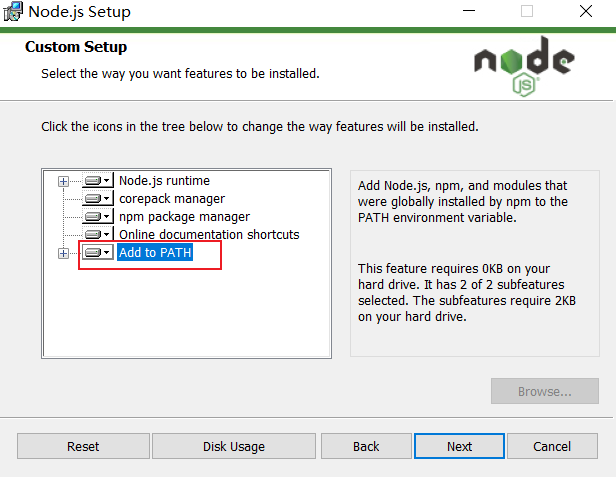 Node.js Setup
Custom Setup
Select the way you want features to be installed.
node
JS
Click the icons in the tree below to change the way features will be installed.
Node.js runtime
corepack manager
npm package manager
Online documentation shortcuts
Add to PATH
Add Node.js, npm, and modules that
were globally installed by npm to the
PATH environment variable.
This feature requires 0KB on your
hard drive. It has 2 of 2 subfeatures
selected. The subfeatures require 2KB
on your hard drive.
Browse...
Reset
Disk Usage
Back
Next
Cancel